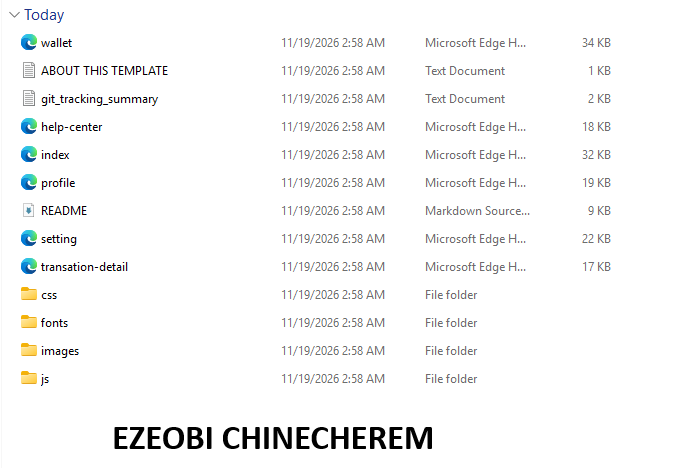 Today
wallet 11/19/2026 2:58 AM Microsoft Edge H... 34 KB
ABOUT THIS TEMPLATE 11/19/2026 2:58 AM Text Document 1 KB
git_tracking_summary 11/19/2026 2:58 AM Text Document 2 KB
help-center 11/19/2026 2:58 AM Microsoft Edge H... 18 KB
index 11/19/2026 2:58 AM Microsoft Edge H... 32 KB
profile 11/19/2026 2:58 AM Microsoft Edge H... 19 KB
README 11/19/2026 2:58 AM Markdown Source... 9 KB
setting 11/19/2026 2:58 AM Microsoft Edge H... 22 KB
transation-detail 11/19/2026 2:58 AM Microsoft Edge H... 17 KB
css 11/19/2026 2:58 AM File folder
fonts 11/19/2026 2:58 AM File folder
images 11/19/2026 2:58 AM File folder
js 11/19/2026 2:58 AM File folder
EZEOBI CHINECHEREM